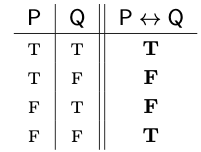 P Q P ↔ Q
T T T
T F F
F T F
F F T